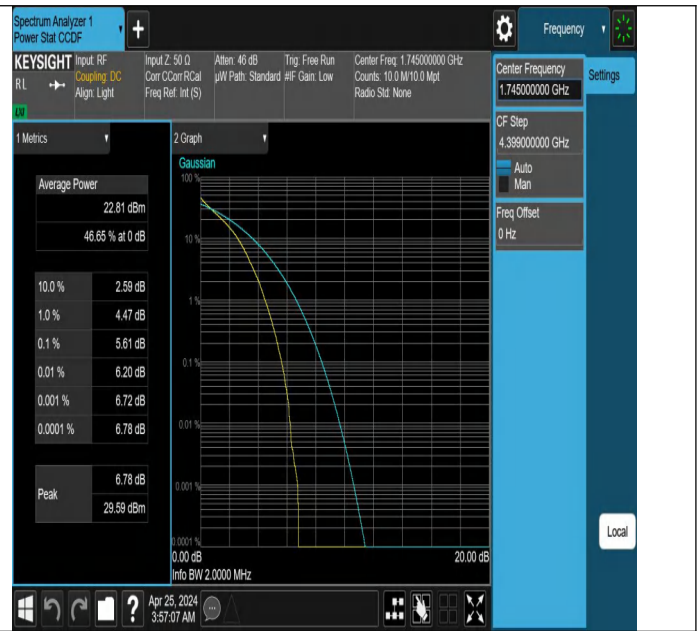 Spectrum Analyzer 1
Power Stat CCDF
+
Frequency
KEYSIGHT
Input: RF
Input Z: 50 Ω
Atten: 46 dB
Trig: Free Run
Center Freq: 1.745000000 GHz
RL
Coupling: DC
Corr CCorr RCal
µW Path: Standard
#IF Gain: Low
Counts: 10.0 M/10.0 Mpt
Align: Light
Freq Ref: Int (S)
Radio Std: None
Center Frequency
1.745000000 GHz
Settings
CF Step
4.399000000 GHz
Auto
Man
Freq Offset
0 Hz
1 Metrics
Average Power
22.81 dBm
46.65 % at 0 dB
10.0 % 2.59 dB
1.0 % 4.47 dB
0.1 % 5.61 dB
0.01 % 6.20 dB
0.001 % 6.72 dB
0.0001 % 6.78 dB
Peak
6.78 dB
29.59 dBm
2 Graph
Gaussian
100 %
10 %
1 %
0.1 %
0.01 %
0.001 %
0.0001 %
0.00 dB 20.00 dB
Info BW 2.0000 MHz
Local
?
Apr 25, 2024
3:57:07 AM